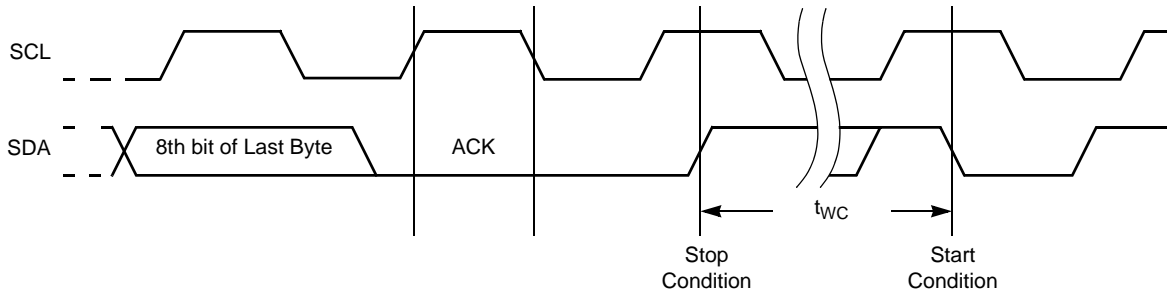 SCL
SDA
8th bit of Last Byte
ACK
tWC
Stop
Condition
Start
Condition